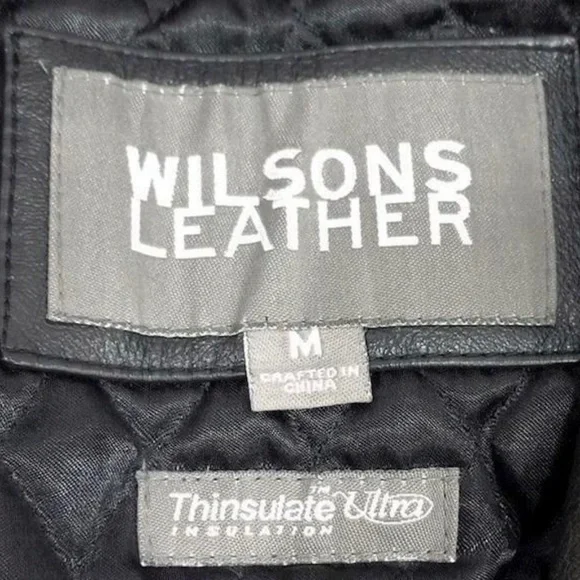 WILSONS
LEATHER
M
CRAFTED IN
CHINA
Thinsulate™ Ultra
INSULATION